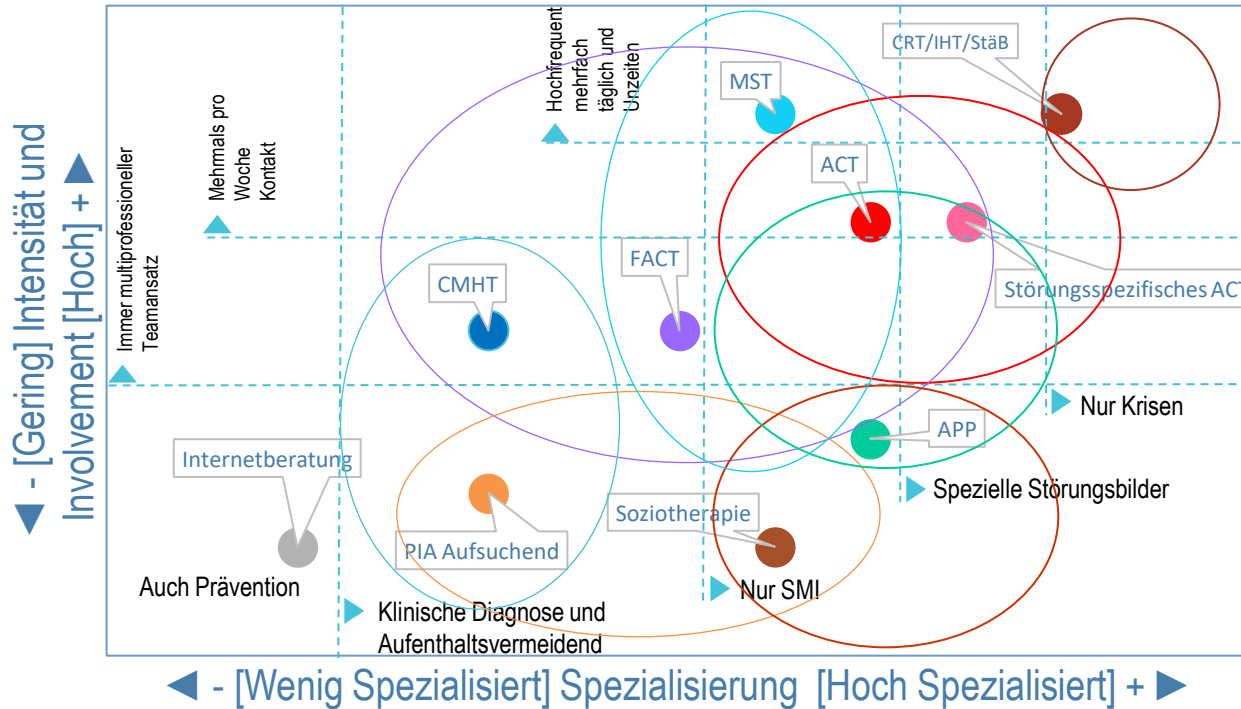 ◄ - [Gering] Intensität und
Involvement [Hoch] + ►
Immer multiprofessioneller
Teamansatz
Mehrmals pro
Woche
Kontakt
Hochfrequent
mehrfach
täglich und
Unzeiten
CRT/IHT/StäB
MST
ACT
FACT
CMHT
Störungsspezifisches ACT
Nur Krisen
APP
Internetberatung
Spezielle Störungsbilder
Soziotherapie
PIA Aufsuchend
Auch Prävention
Nur SMI
Klinische Diagnose und
Aufenthaltsvermeidend
◄ - [Wenig Spezialisiert] Spezialisierung [Hoch Spezialisiert] + ►